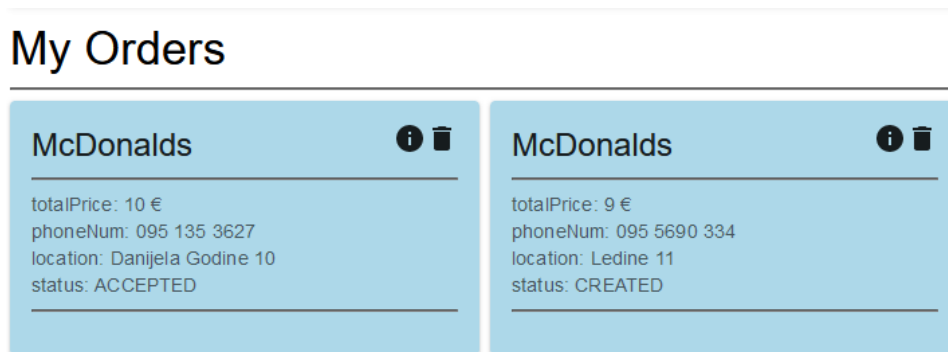 My Orders
McDonalds
totalPrice: 10 €
phoneNum: 095 135 3627
location: Danijela Godine 10
status: ACCEPTED
McDonalds
totalPrice: 9 €
phoneNum: 095 5690 334
location: Ledine 11
status: CREATED